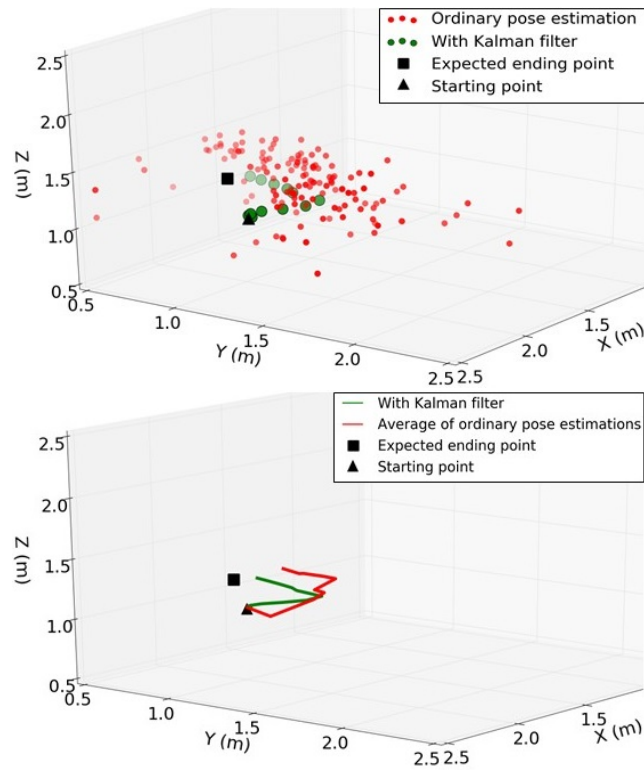 Ordinary pose estimation
With Kalman filter
Expected ending point
Starting point
2.5
2.0
1.5
1.0
0.5
Z (m)
0.5
1.0
1.5
2.0
2.5
Y (m)
2.5
2.0
1.5
X (m)
With Kalman filter
Average of ordinary pose estimations
Expected ending point
Starting point
2.5
2.0
1.5
1.0
0.5
Z (m)
0.5
1.0
1.5
2.0
2.5
Y (m)
2.5
2.0
1.5
X (m)